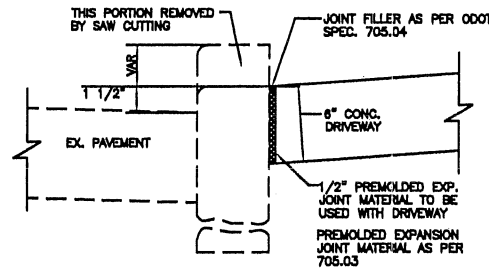 THIS PORTION REMOVED
BY SAW CUTTING
JOINT FILLER AS PER ODOT
SPEC. 705.04
VAR
1 1/2"
EX. PAVEMENT
6" CONC.
DRIVEWAY
1/2" PREMOLDED EXP.
JOINT MATERIAL TO BE
USED WITH DRIVEWAY
PREMOLDED EXPANSION
JOINT MATERIAL AS PER
705.03